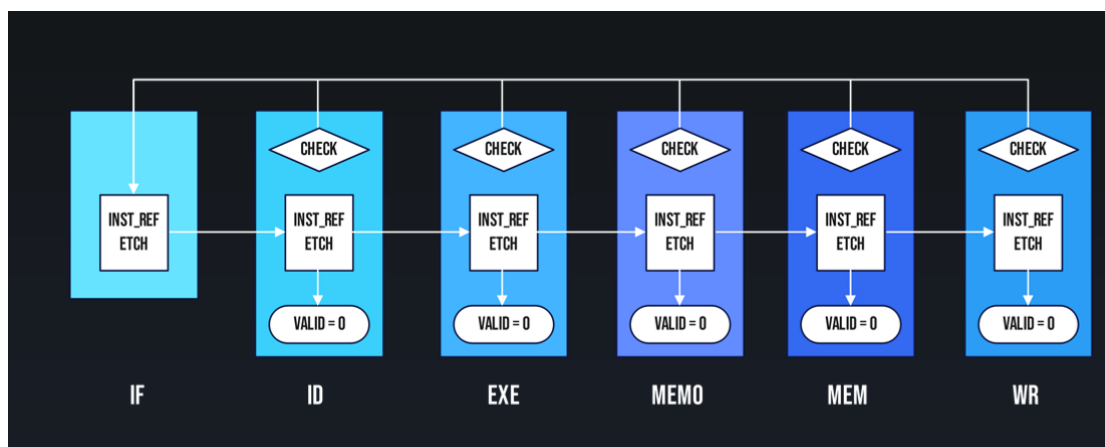 CHECK
CHECK
CHECK
CHECK
CHECK
INST_REF
ETCH
INST_REF
ETCH
INST_REF
ETCH
INST_REF
ETCH
INST_REF
ETCH
INST_REF
ETCH
VALID = 0
VALID = 0
VALID = 0
VALID = 0
VALID = 0
IF
ID
EXE
MEM0
MEM
WR